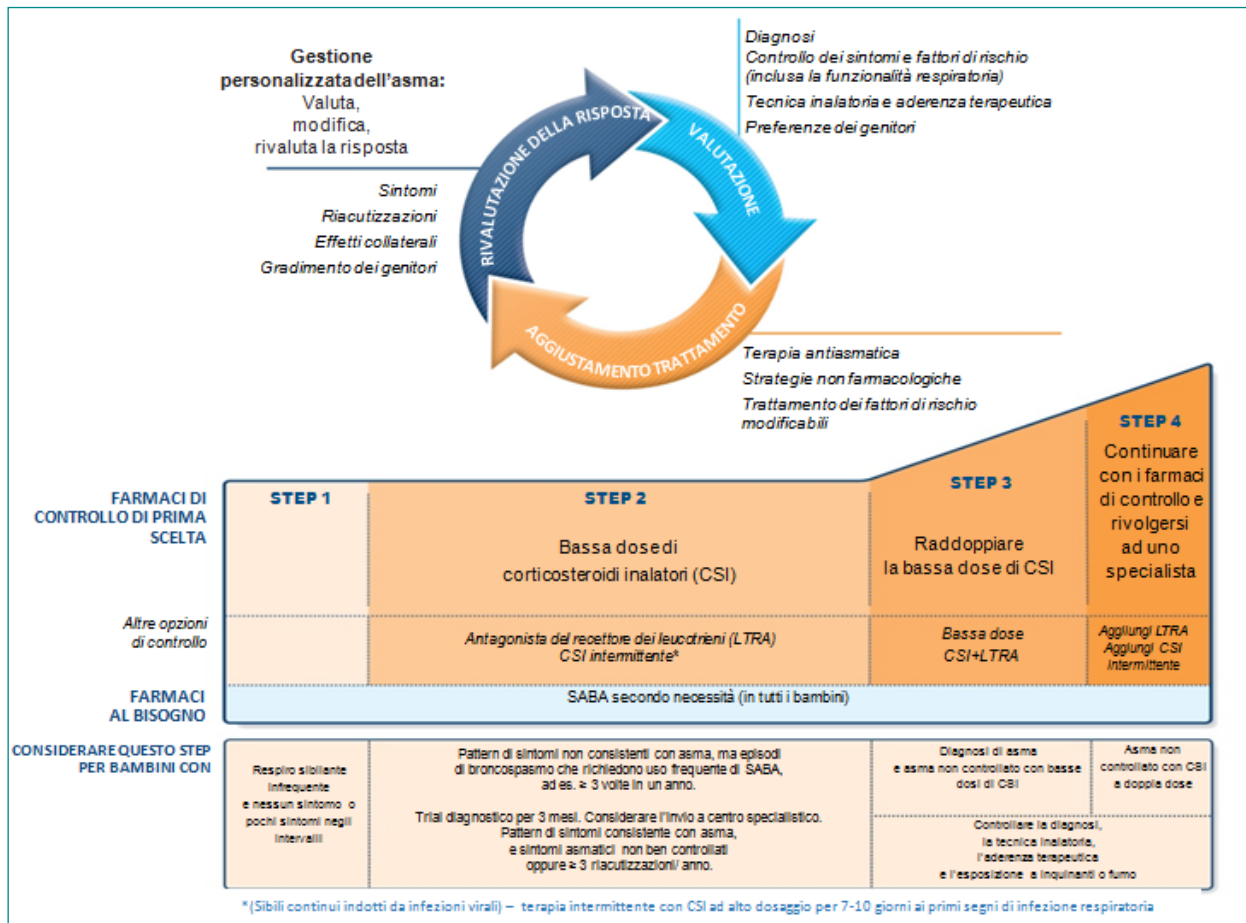 Gestione
personalizzata dell'asma:
Valuta,
modifica,
rivaluta la risposta
Sintomi
Riacutizzazioni
Effetti collaterali
Gradimento dei genitori
RIVALUTAZIONE DELLA RISPOSTA
VALUTAZIONE
AGGIUSTAMENTO TRATTAMENTO
Diagnosi
Controllo dei sintomi e fattori di rischio
(inclusa la funzionalità respiratoria)
Tecnica inalatoria e aderenza terapeutica
Preferenze dei genitori
Terapia antiasmatica
Strategie non farmacologiche
Trattamento dei fattori di rischio
modificabili
FARMACI DI
CONTROLLO DI PRIMA
SCELTA
STEP 1
STEP 2
Bassa dose di
corticosteroidi inalatori (CSI)
STEP 3
Raddoppiare
la bassa dose di CSI
STEP 4
Continuare
con i farmaci
di controllo e
rivolgersi
ad uno
specialista
Altre opzioni
di controllo
Antagonista del recettore dei leucotrieni (LTRA)
CSI intermittente*
Bassa dose
CSI+LTRA
Aggiungi LTRA
Aggiungi CSI
intermittente
FARMACI
AL BISOGNO
SABA secondo necessità (in tutti i bambini)
CONSIDERARE QUESTO STEP
PER BAMBINI CON
Respiro sibilante
infrequente
e nessun sintomo o
pochi sintomi negli
intervalli
Pattern di sintomi non consistenti con asma, ma episodi
di broncospasmo che richiedono uso frequente di SABA,
ad es. ≥ 3 volte in un anno.
Trial diagnostico per 3 mesi. Considerare l'invio a centro specialistico.
Pattern di sintomi consistente con asma,
e sintomi asmatici non ben controllati
oppure ≥ 3 riacutizzazioni/ anno.
Diagnosi di asma
e asma non controllato con basse
dosi di CSI
Asma non
controllato con CSI
a doppia dose
Controllare la diagnosi,
la tecnica inalatoria,
l'aderenza terapeutica
e l'esposizione a inquinanti o fumo
*(Sibili continui indotti da infezioni virali) – terapia intermittente con CSI ad alto dosaggio per 7-10 giorni ai primi segni di infezione respiratoria